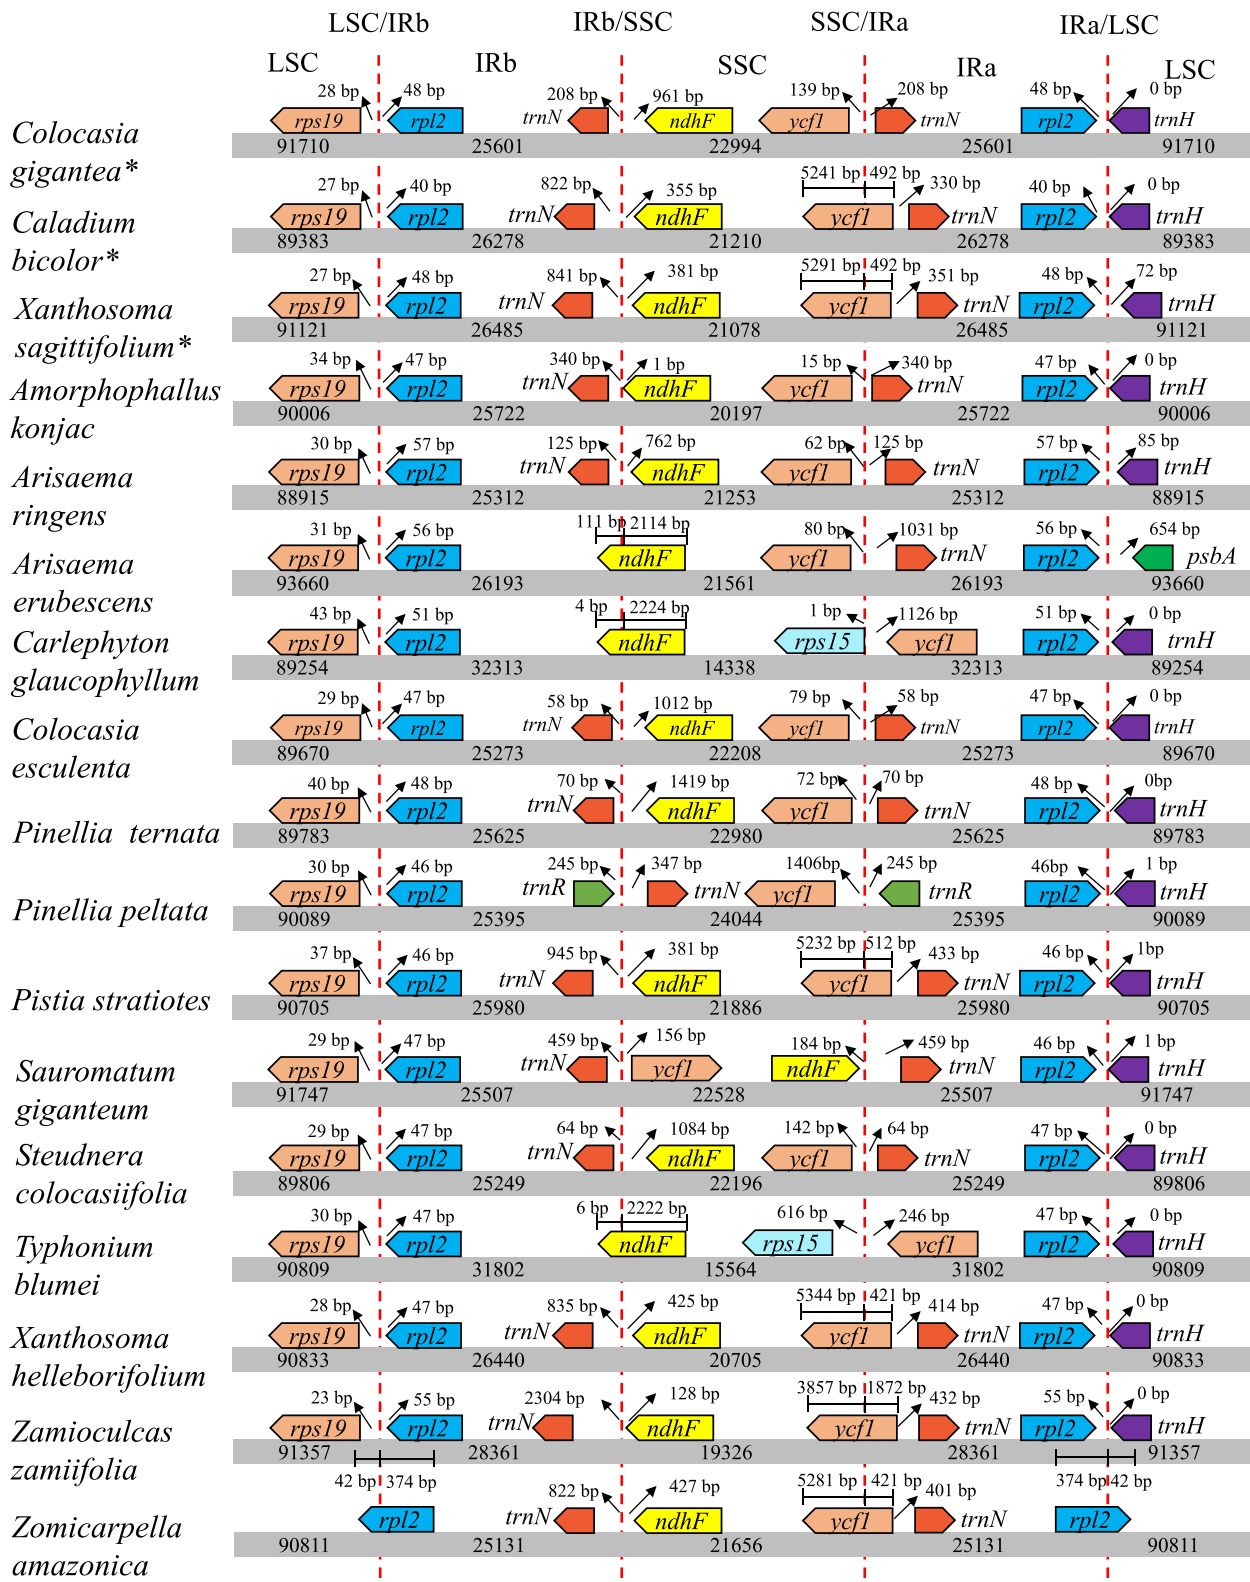 LSC/IRb IRb/SSC SSC/IRa IRa/LSC
LSC IRb SSC IRa LSC
28 bp 48 bp 208 bp 961 bp 139 bp 208 bp 48 bp 0 bp
Colocasia gigantea* rps19 rpl2 trnN ndhF ycf1 trnN rpl2 trnH
91710 25601 22994 25601 91710
27 bp 40 bp 822 bp 355 bp 5241 bp 492 bp 330 bp 40 bp 0 bp
Caladium bicolor* rps19 rpl2 trnN ndhF ycf1 trnN rpl2 trnH
89383 26278 21210 26278 89383
27 bp 48 bp 841 bp 381 bp 5291 bp 492 bp 351 bp 48 bp 72 bp
Xanthosoma sagittifolium* rps19 rpl2 trnN ndhF ycf1 trnN rpl2 trnH
91121 26485 21078 26485 91121
34 bp 47 bp 340 bp 1 bp 15 bp 340 bp 47 bp 0 bp
Amorphophallus konjac rps19 rpl2 trnN ndhF ycf1 trnN rpl2 trnH
90006 25722 20197 25722 90006
30 bp 57 bp 125 bp 762 bp 62 bp 125 bp 57 bp 85 bp
Arisaema ringens rps19 rpl2 trnN ndhF ycf1 trnN rpl2 trnH
88915 25312 21253 25312 88915
31 bp 56 bp 111 bp 2114 bp 80 bp 1031 bp 56 bp 654 bp
Arisaema erubescens rps19 rpl2 ndhF ycf1 trnN rpl2 psbA
93660 26193 21561 26193 93660
43 bp 51 bp 4 bp 2224 bp 1 bp 1126 bp 51 bp 0 bp
Carlephyton glaucophyllum rps19 rpl2 ndhF rps15 ycf1 rpl2 trnH
89254 32313 14338 32313 89254
29 bp 47 bp 58 bp 1012 bp 79 bp 58 bp 47 bp 0 bp
Colocasia esculenta rps19 rpl2 trnN ndhF ycf1 trnN rpl2 trnH
89670 25273 22208 25273 89670
40 bp 48 bp 70 bp 1419 bp 72 bp 70 bp 48 bp 0bp
Pinellia ternata rps19 rpl2 trnN ndhF ycf1 trnN rpl2 trnH
89783 25625 22980 25625 89783
30 bp 46 bp 245 bp 347 bp 1406bp 245 bp 46bp 1 bp
Pinellia peltata rps19 rpl2 trnR trnN ycf1 trnR rpl2 trnH
90089 25395 24044 25395 90089
37 bp 46 bp 945 bp 381 bp 5232 bp 512 bp 433 bp 46 bp 1bp
Pistia stratiotes rps19 rpl2 trnN ndhF ycf1 trnN rpl2 trnH
90705 25980 21886 25980 90705
29 bp 47 bp 459 bp 156 bp 184 bp 459 bp 46 bp 1 bp
Sauromatum giganteum rps19 rpl2 trnN ycf1 ndhF trnN rpl2 trnH
91747 25507 22528 25507 91747
29 bp 47 bp 64 bp 1084 bp 142 bp 64 bp 47 bp 0 bp
Steudnera colocasiifolia rps19 rpl2 trnN ndhF ycf1 trnN rpl2 trnH
89806 25249 22196 25249 89806
30 bp 47 bp 6 bp 2222 bp 616 bp 246 bp 47 bp 0 bp
Typhonium blumei rps19 rpl2 ndhF rps15 ycf1 rpl2 trnH
90809 31802 15564 31802 90809
28 bp 47 bp 835 bp 425 bp 5344 bp 421 bp 414 bp 47 bp 0 bp
Xanthosoma helleborifolium rps19 rpl2 trnN ndhF ycf1 trnN rpl2 trnH
90833 26440 20705 26440 90833
23 bp 55 bp 2304 bp 128 bp 3857 bp 1872 bp 432 bp 55 bp 0 bp
Zamioculcas zamiifolia rps19 rpl2 trnN ndhF ycf1 trnN rpl2 trnH
91357 28361 19326 28361 91357
42 bp 374 bp 822 bp 427 bp 5281 bp 421 bp 401 bp 374 bp 42 bp
Zomicarpella amazonica rpl2 trnN ndhF ycf1 trnN rpl2
90811 25131 21656 25131 90811